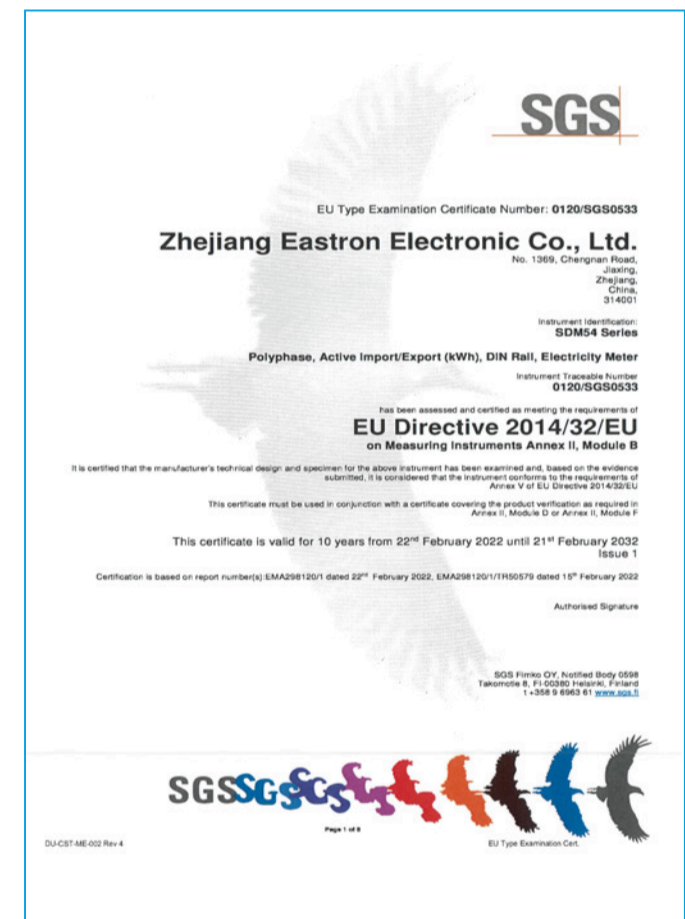 SGS
EU Type Examination Certificate Number: 0120/SGS0533
Zhejiang Eastron Electronic Co., Ltd.
No. 1369, Chengnan Road,
Jiaxing,
Zhejiang,
China,
314001
Instrument Identification:
SDM54 Series
Polyphase, Active Import/Export (kWh), DIN Rail, Electricity Meter
Instrument Traceable Number
0120/SGS0533
has been assessed and certified as meeting the requirements of
EU Directive 2014/32/EU
on Measuring Instruments Annex II, Module B
It is certified that the manufacturer's technical design and specimen for the above instrument has been examined and, based on the evidence
submitted, it is considered that the instrument conforms to the requirements of
Annex V of EU Directive 2014/32/EU
This certificate must be used in conjunction with a certificate covering the product verification as required in
Annex II, Module D or Annex II, Module F
This certificate is valid for 10 years from 22nd February 2022 until 21st February 2032
Issue 1
Certification is based on report number(s):EMA298120/1 dated 22nd February 2022, EMA298120/1/TR50579 dated 15th February 2022
Authorised Signature
SGS Fimko OY, Notified Body 0598
Takomotie 8, FI-00380 Helsinki, Finland
t +358 9 6963 61 www.sgs.fi
SGSSGSSGS
Page 1 of 8
DU-CST-ME-002 Rev 4
EU Type Examination Cert.